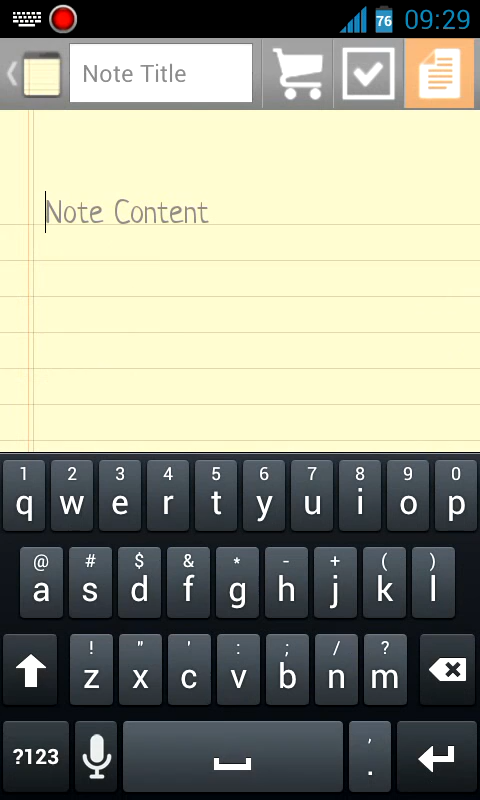 76 09:29
Note Title
Note Content
1 2 3 4 5 6 7 8 9 0
q w e r t y u i o p
@ # $ & * - + ( )
a s d f g h j k l
! " ' : ; / ?
z x c v b n m
?123 , .